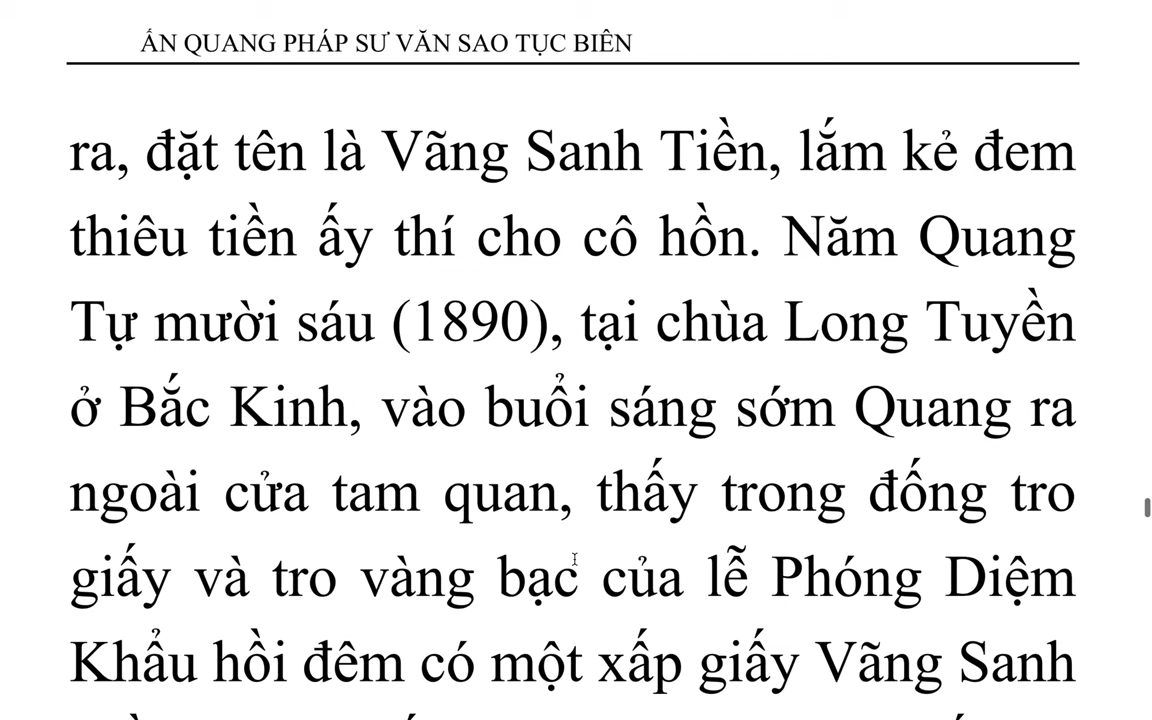 ẤN QUANG PHÁP SƯ VĂN SAO TỤC BIÊN
ra, đặt tên là Vãng Sanh Tiền, lắm kẻ đem
thiêu tiền ấy thí cho cô hồn. Năm Quang
Tự mười sáu (1890), tại chùa Long Tuyền
ở Bắc Kinh, vào buổi sáng sớm Quang ra
ngoài cửa tam quan, thấy trong đống tro
giấy và tro vàng bạc của lễ Phóng Diệm
Khẩu hồi đêm có một xấp giấy Vãng Sanh